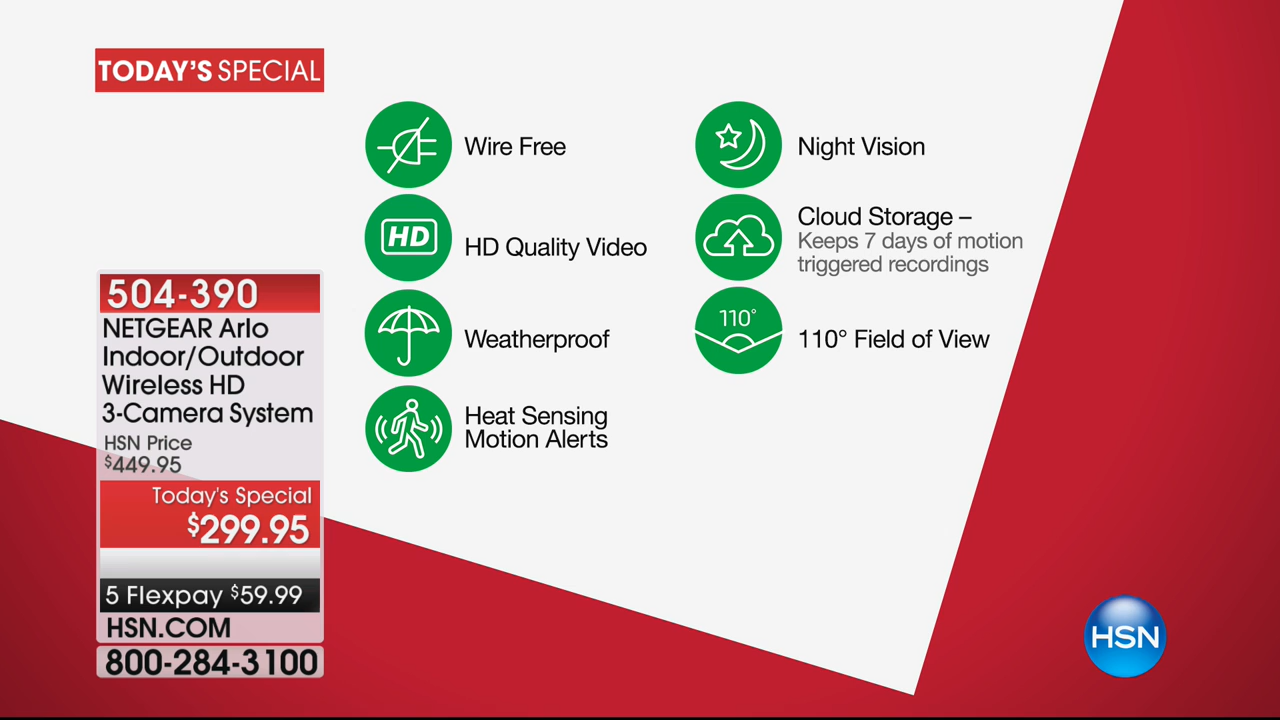 TODAY'S SPECIAL
Wire Free
HD
HD Quality Video
Weatherproof
Heat Sensing
Motion Alerts
Night Vision
Cloud Storage –
Keeps 7 days of motion
triggered recordings
110°
110° Field of View
504-390
NETGEAR Arlo
Indoor/Outdoor
Wireless HD
3-Camera System
HSN Price
$449.95
Today's Special
$299.95
5 Flexpay $59.99
HSN.COM
800-284-3100
HSN